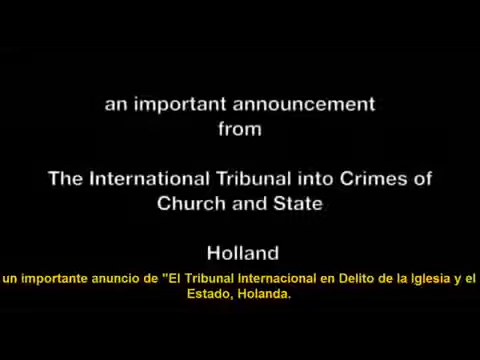 an important announcement
from
The International Tribunal into Crimes of
Church and State
Holland
un importante anuncio de "El Tribunal Internacional en Delito de la Iglesia y el
Estado, Holanda.